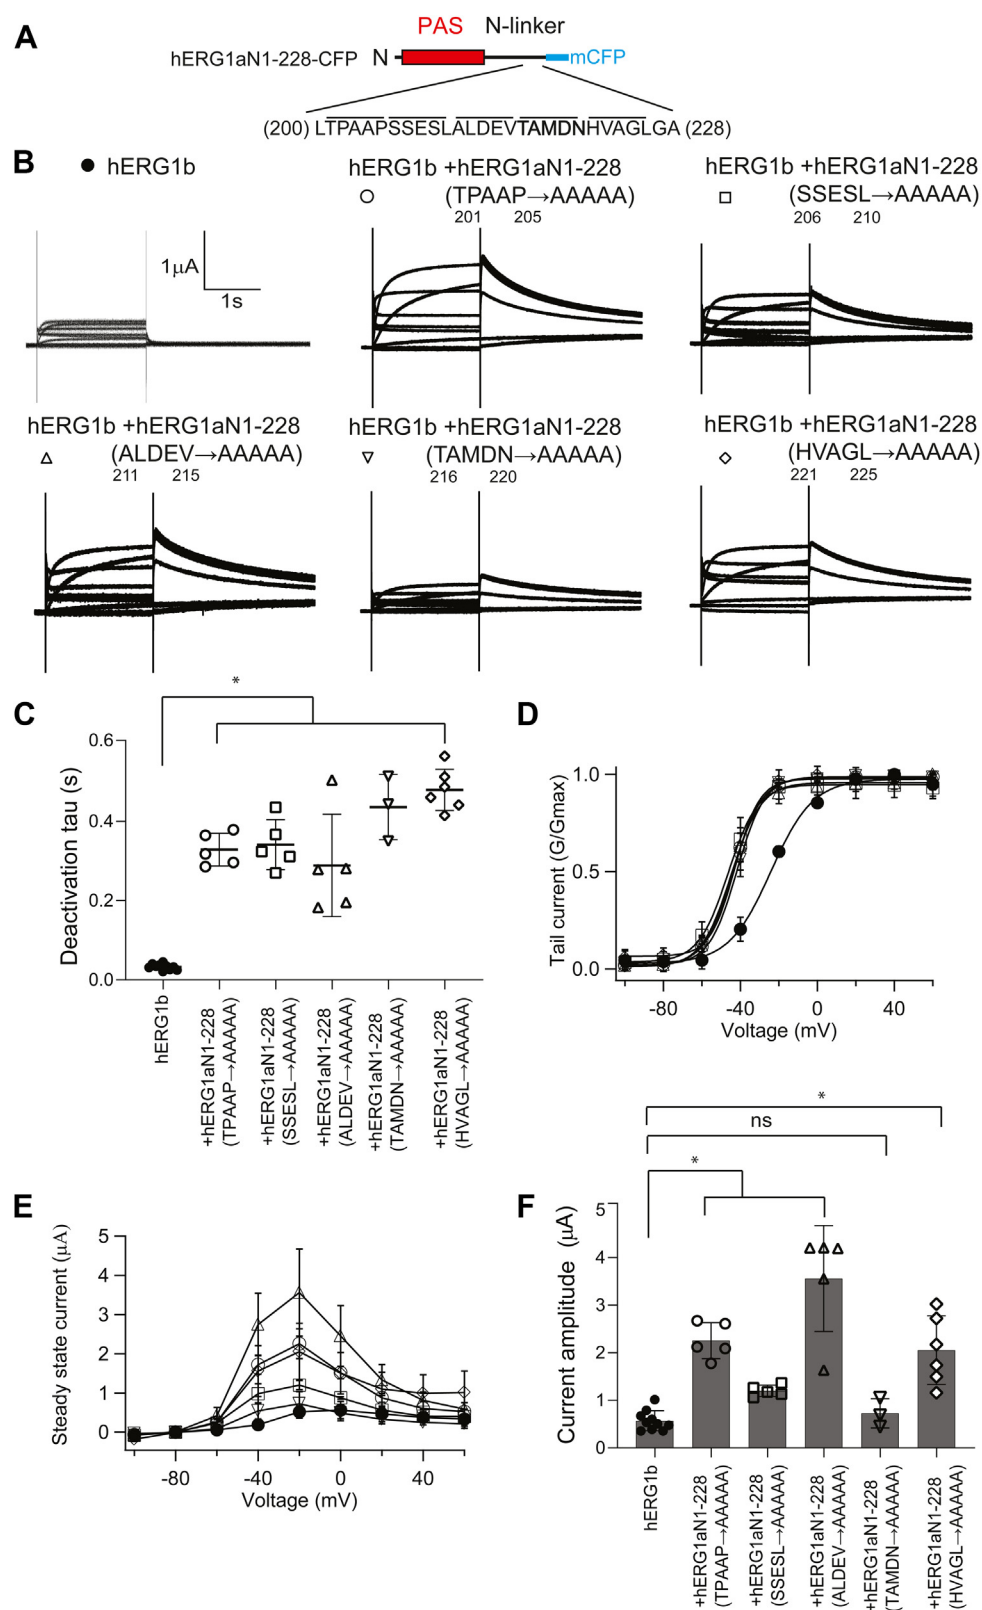 A
PAS N-linker
hERG1aN1-228-CFP N mCFP
(200) LTPAAPSSESLALDEVTAMDNHVAGLGA (228)
B
● hERG1b
1µA
1s
hERG1b +hERG1aN1-228
○ (TPAAP→AAAAA)
201 205
hERG1b +hERG1aN1-228
□ (SSESL→AAAAA)
206 210
hERG1b +hERG1aN1-228
△ (ALDEV→AAAAA)
211 215
hERG1b +hERG1aN1-228
▽ (TAMDN→AAAAA)
216 220
hERG1b +hERG1aN1-228
◇ (HVAGL→AAAAA)
221 225
C
*
Deactivation tau (s)
0.6
0.4
0.2
0.0
hERG1b
+hERG1aN1-228
(TPAAP→AAAAA)
+hERG1aN1-228
(SSESL→AAAAA)
+hERG1aN1-228
(ALDEV→AAAAA)
+hERG1aN1-228
(TAMDN→AAAAA)
+hERG1aN1-228
(HVAGL→AAAAA)
D
Tail current (G/Gmax)
1.0
0.5
0.0
-80 -40 0 40
Voltage (mV)
E
Steady state current (µA)
5
4
3
2
1
0
-80 -40 0 40
Voltage (mV)
F
*
ns
*
Current amplitude (µA)
5
4
3
2
1
0
hERG1b
+hERG1aN1-228
(TPAAP→AAAAA)
+hERG1aN1-228
(SSESL→AAAAA)
+hERG1aN1-228
(ALDEV→AAAAA)
+hERG1aN1-228
(TAMDN→AAAAA)
+hERG1aN1-228
(HVAGL→AAAAA)